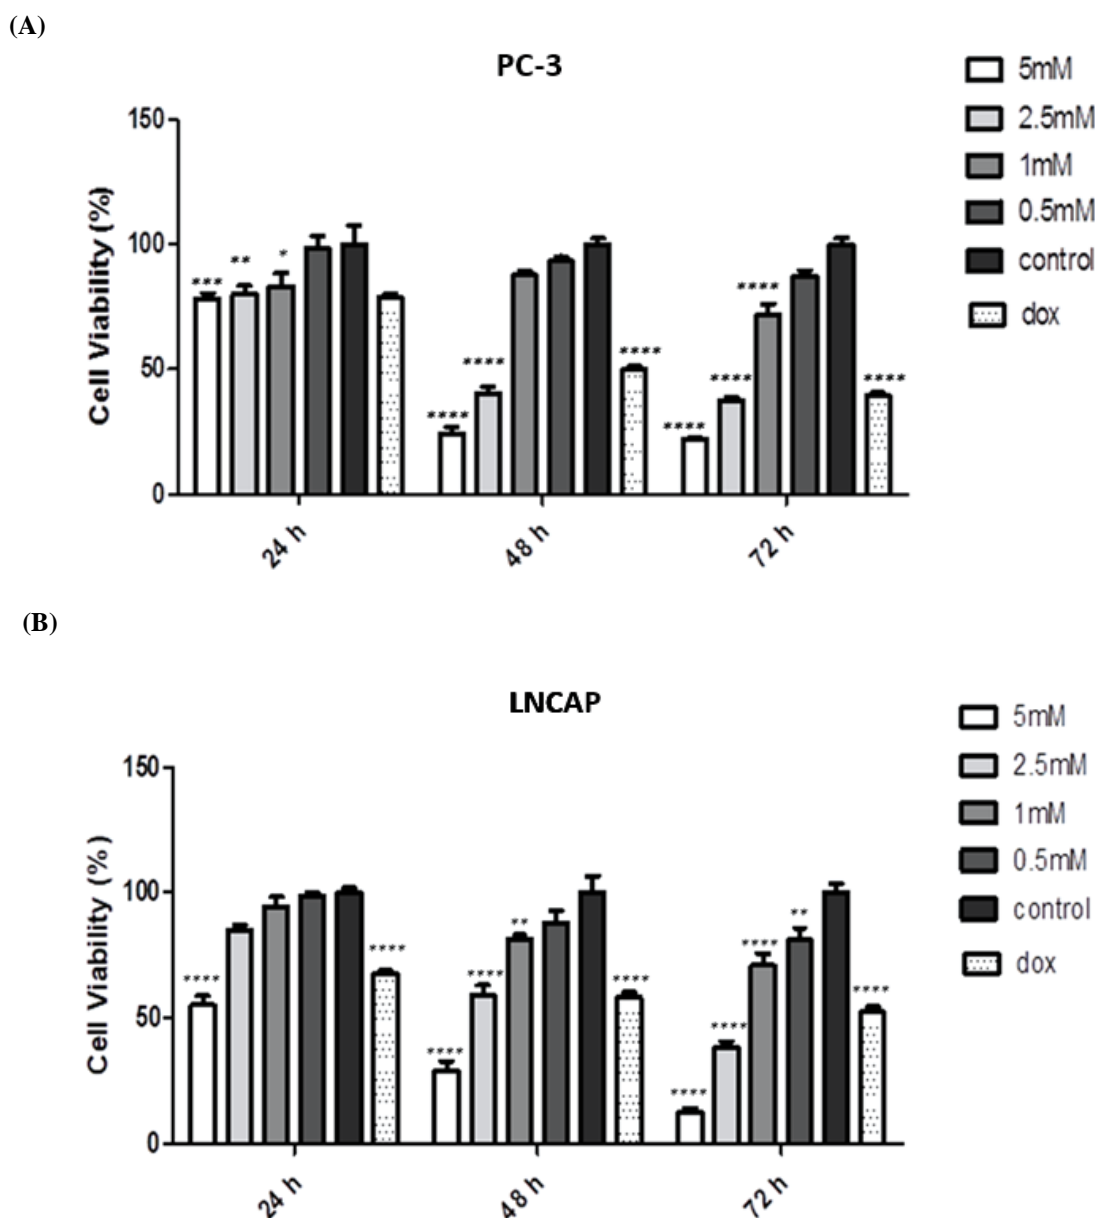 (A)
PC-3
5mM
2.5mM
1mM
0.5mM
control
dox
Cell Viability (%)
150
100
50
0
***
**
*
****
****
****
****
****
****
****
24 h
48 h
72 h
(B)
LNCAP
5mM
2.5mM
1mM
0.5mM
control
dox
Cell Viability (%)
150
100
50
0
****
****
****
****
**
****
****
****
****
**
****
24 h
48 h
72 h